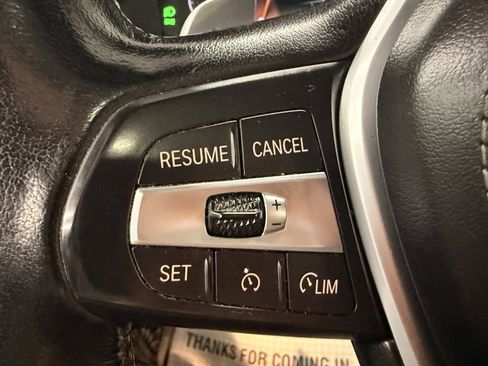 RESUME
CANCEL
+
−
SET
LIM
THANKS FOR COMING IN